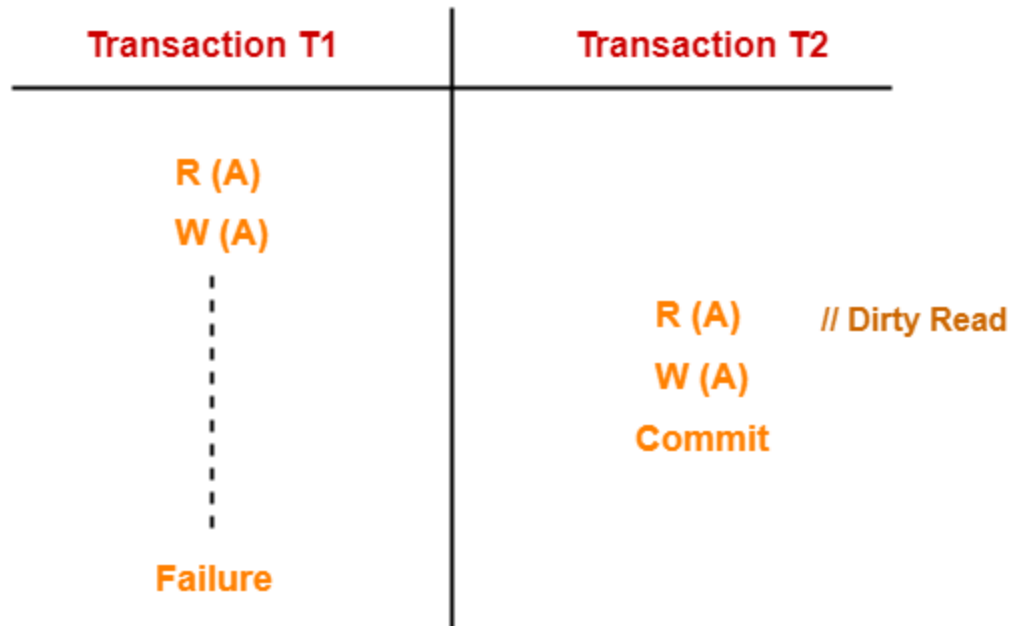 Transaction T1
Transaction T2
R (A)
W (A)
R (A) // Dirty Read
W (A)
Commit
Failure